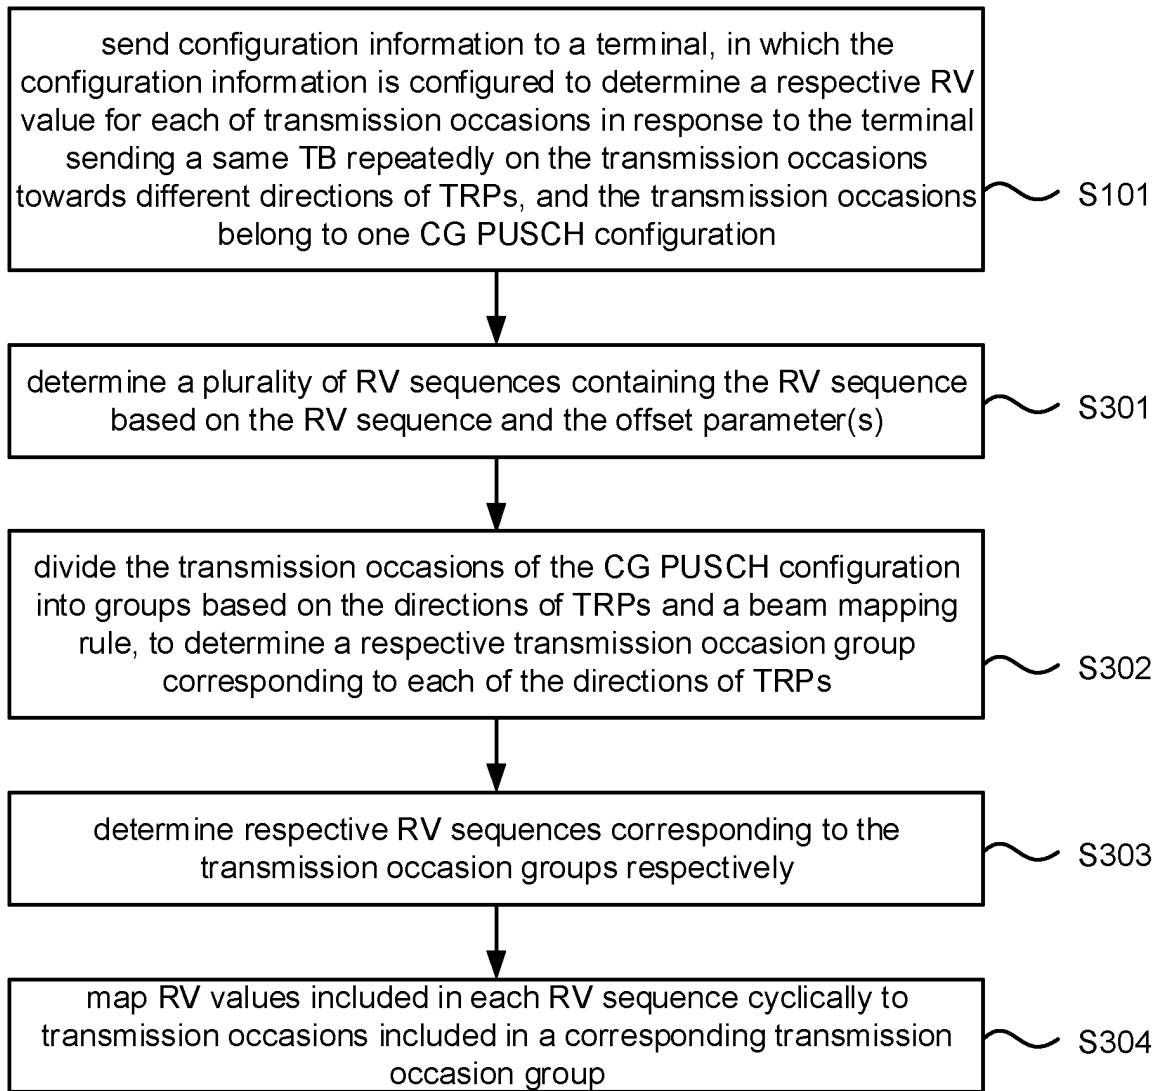 send configuration information to a terminal, in which the
configuration information is configured to determine a respective RV
value for each of transmission occasions in response to the terminal
sending a same TB repeatedly on the transmission occasions
towards different directions of TRPs, and the transmission occasions
belong to one CG PUSCH configuration
S101
determine a plurality of RV sequences containing the RV sequence
based on the RV sequence and the offset parameter(s)
S301
divide the transmission occasions of the CG PUSCH configuration
into groups based on the directions of TRPs and a beam mapping
rule, to determine a respective transmission occasion group
corresponding to each of the directions of TRPs
S302
determine respective RV sequences corresponding to the
transmission occasion groups respectively
S303
map RV values included in each RV sequence cyclically to
transmission occasions included in a corresponding transmission
occasion group
S304